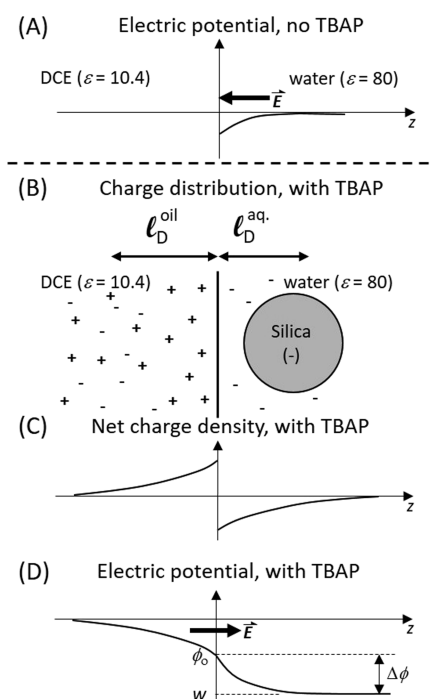 (A) Electric potential, no TBAP
DCE (ε = 10.4) water (ε = 80)
E
z
(B) Charge distribution, with TBAP
ℓ_D^oil ℓ_D^aq.
DCE (ε = 10.4) water (ε = 80)
Silica
(-)
(C) Net charge density, with TBAP
z
(D) Electric potential, with TBAP
z
E
ϕ₀
Δϕ
w